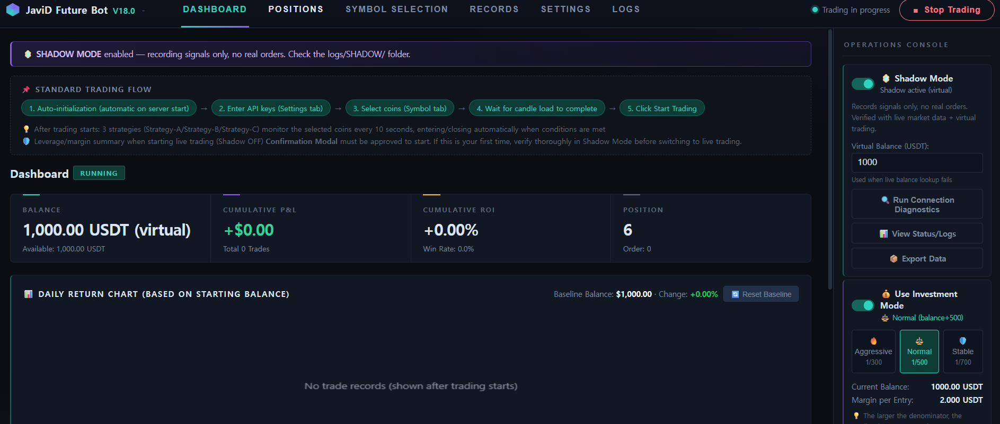 JaviD Future Bot V18.0 -
DASHBOARD
POSITIONS
SYMBOL SELECTION
RECORDS
SETTINGS
LOGS
Trading in progress
Stop Trading
SHADOW MODE enabled — recording signals only, no real orders. Check the logs/SHADOW/ folder.
STANDARD TRADING FLOW
1. Auto-initialization (automatic on server start) → 2. Enter API keys (Settings tab) → 3. Select coins (Symbol tab) → 4. Wait for candle load to complete → 5. Click Start Trading
After trading starts: 3 strategies (Strategy-A/Strategy-B/Strategy-C) monitor the selected coins every 10 seconds, entering/closing automatically when conditions are met
Leverage/margin summary when starting live trading (Shadow OFF) Confirmation Modal must be approved to start. If this is your first time, verify thoroughly in Shadow Mode before switching to live trading.
Dashboard RUNNING
BALANCE
1,000.00 USDT (virtual)
Available: 1,000.00 USDT
CUMULATIVE P&L
+$0.00
Total 0 Trades
CUMULATIVE ROI
+0.00%
Win Rate: 0.0%
POSITION
6
Order: 0
DAILY RETURN CHART (BASED ON STARTING BALANCE)
Baseline Balance: $1,000.00 · Change: +0.00%
Reset Baseline
No trade records (shown after trading starts)
OPERATIONS CONSOLE
Shadow Mode
Shadow active (virtual)
Records signals only, no real orders.
Verified with live market data + virtual
trading.
Virtual Balance (USDT):
1000
Used when live balance lookup fails
Run Connection
Diagnostics
View Status/Logs
Export Data
Use Investment
Mode
Normal (balance÷500)
Aggressive
1/300
Normal
1/500
Stable
1/700
Current Balance: 1000.00 USDT
Margin per Entry: 2.000 USDT
The larger the denominator, the